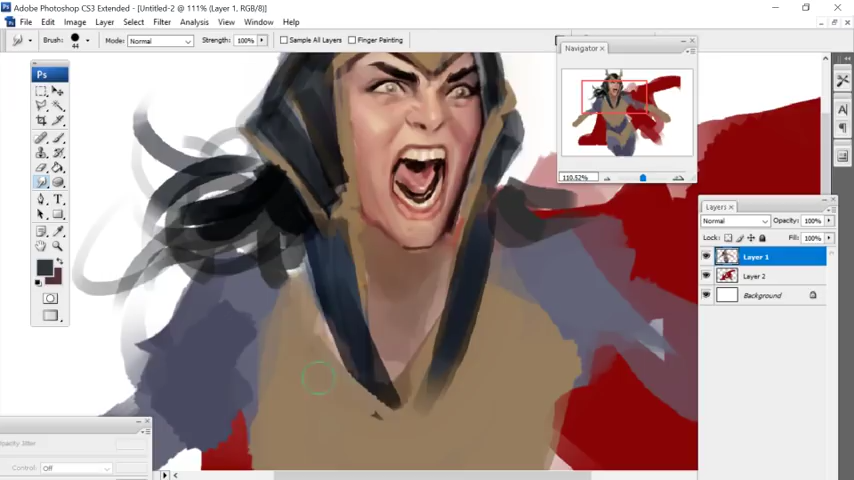 Adobe Photoshop CS3 Extended - [Untitled-2 @ 111% (Layer 1, RGB/8)]
File Edit Image Layer Select Filter Analysis View Window Help
Brush: 44 Mode: Normal Strength: 100% Sample All Layers Finger Painting
Navigator ×
Ps
T
A
110.52%
Layers ×
Normal Opacity: 100%
Lock: Fill: 100%
Layer 1
Layer 2
Background
Opacity Jitter
Control: Off